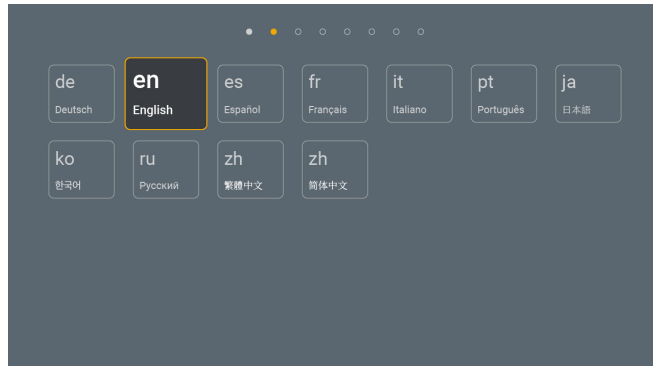 de
Deutsch
en
English
es
Español
fr
Français
it
Italiano
pt
Português
ja
日本語
ko
한국어
ru
Русский
zh
繁體中文
zh
简体中文